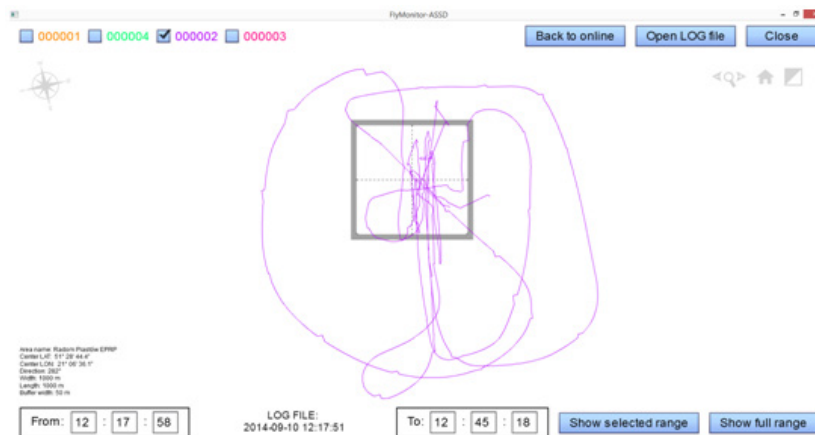 FlyMonitor-ASSD
000001 000004 000002 000003 Back to online Open LOG file Close
Area name: Radom Piastów EPRP
Center LAT: 51° 28' 44.4"
Center LON: 21° 06' 36.1"
Direction: 282°
Width: 1000 m
Length: 1000 m
Buffer width: 50 m
From: 12 : 17 : 58
LOG FILE:
2014-09-10 12:17:51
To: 12 : 45 : 18
Show selected range Show full range